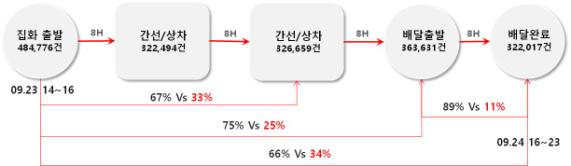 집화 출발
484,776건
8H
간선/상차
322,494건
8H
간선/상차
326,659건
8H
배달출발
363,631건
8H
배달완료
322,017건
09.23 14~16
67% Vs 33%
75% Vs 25%
89% Vs 11%
09.24 16~23
66% Vs 34%